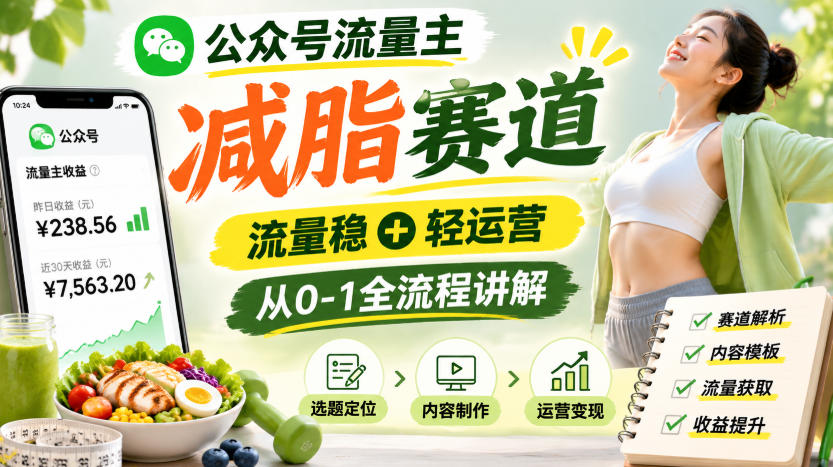 公众号流量主
减脂赛道
流量稳+轻运营
从0-1全流程讲解
10:24
公众号
流量主收益
昨日收益 (元)
¥238.56
近30天收益 (元)
¥7,563.20
选题定位
内容制作
运营变现
赛道解析
内容模板
流量获取
收益提升